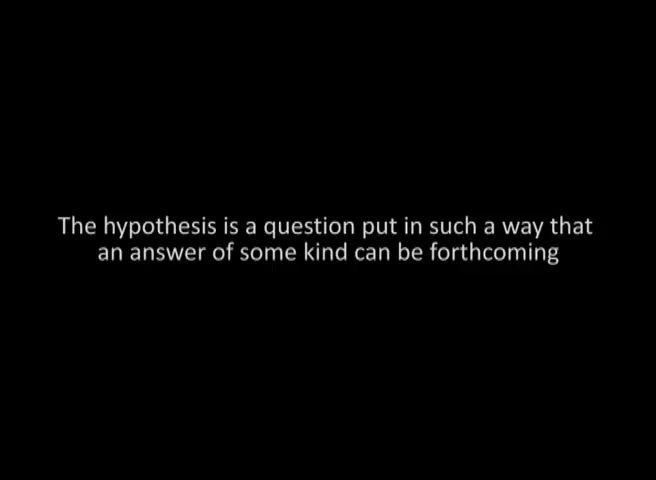 The hypothesis is a question put in such a way that
an answer of some kind can be forthcoming